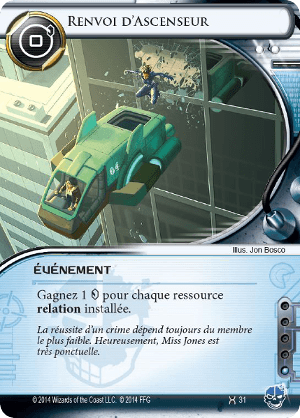 0
RENVOI D'ASCENSEUR
64
Illus. Jon Bosco
ÉVÉNEMENT
Gagnez 1 pour chaque ressource
relation installée.
La réussite d'un crime dépend toujours du membre
le plus faible. Heureusement, Miss Jones est
très ponctuelle.
© 2014 Wizards of the Coast LLC. © 2014 FFG
31